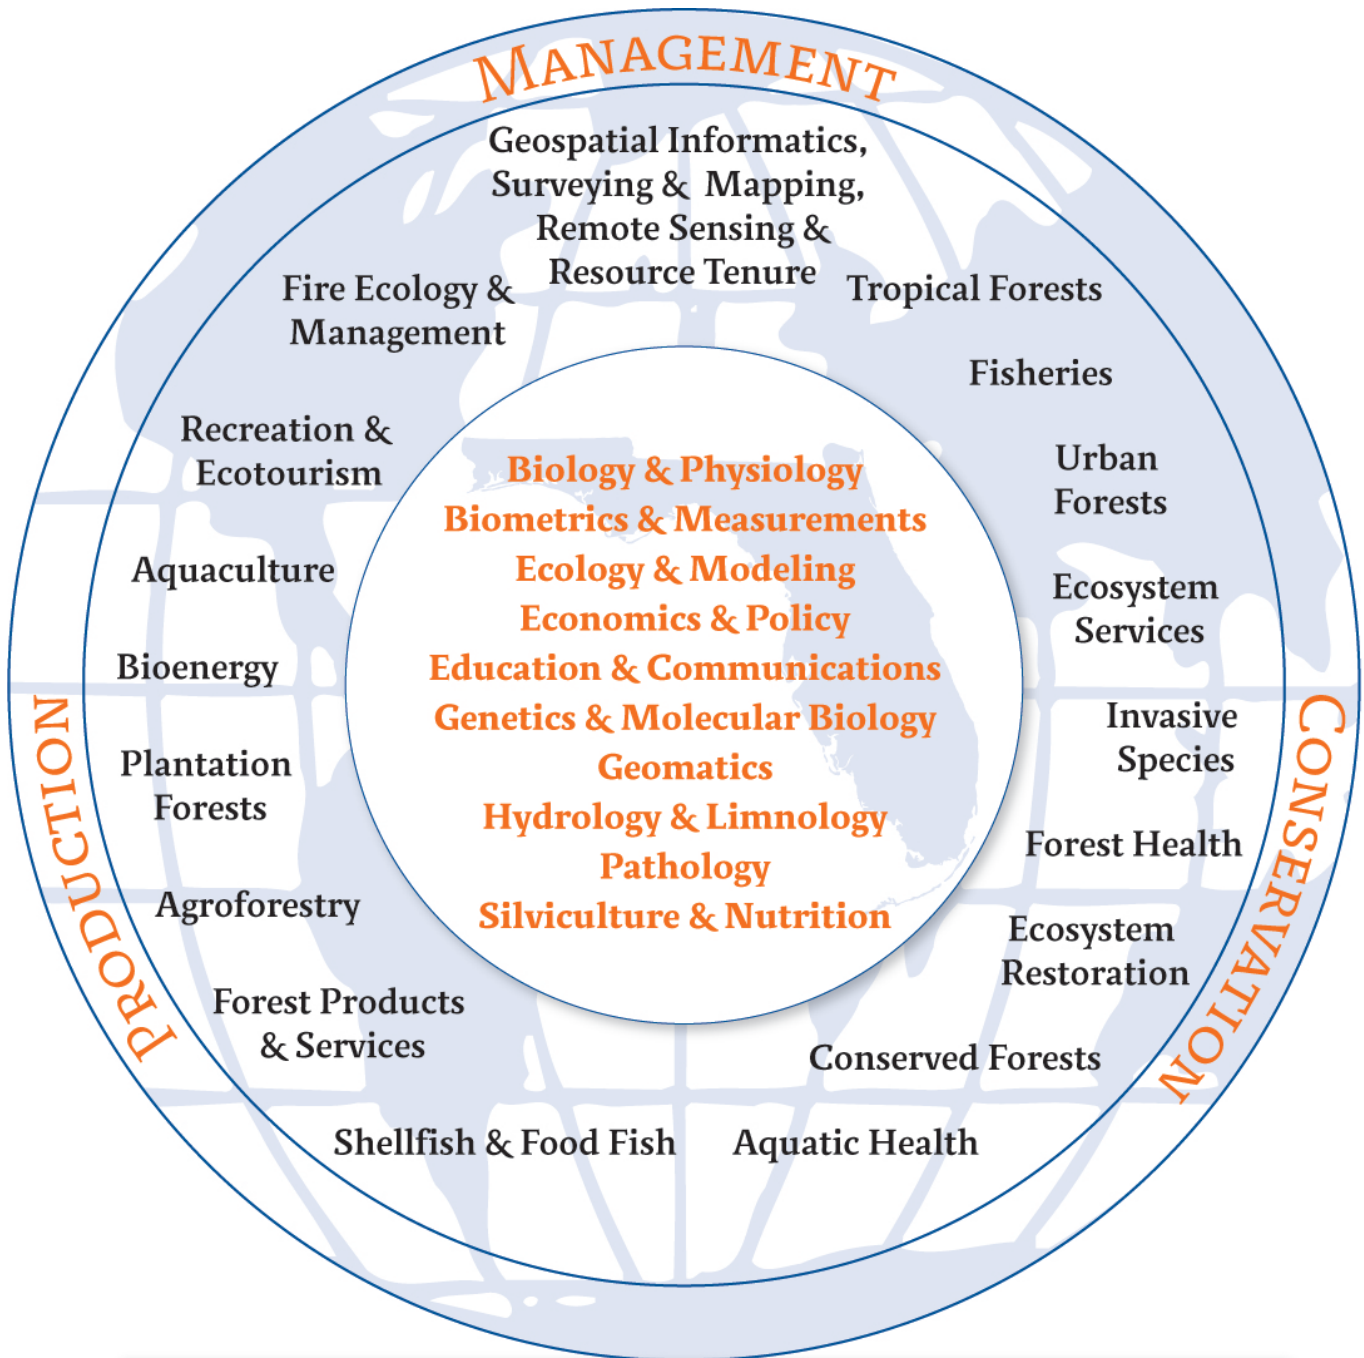 MANAGEMENT
Geospatial Informatics,
Surveying & Mapping,
Remote Sensing &
Resource Tenure
Tropical Forests
Fisheries
Urban
Forests
Ecosystem
Services
Invasive
Species
Forest Health
Ecosystem
Restoration
Conserved Forests
Aquatic Health
CONSERVATION
Shellfish & Food Fish
Forest Products
& Services
Agroforestry
Plantation
Forests
Bioenergy
Aquaculture
Recreation &
Ecotourism
Fire Ecology &
Management
PRODUCTION
Biology & Physiology
Biometrics & Measurements
Ecology & Modeling
Economics & Policy
Education & Communications
Genetics & Molecular Biology
Geomatics
Hydrology & Limnology
Pathology
Silviculture & Nutrition